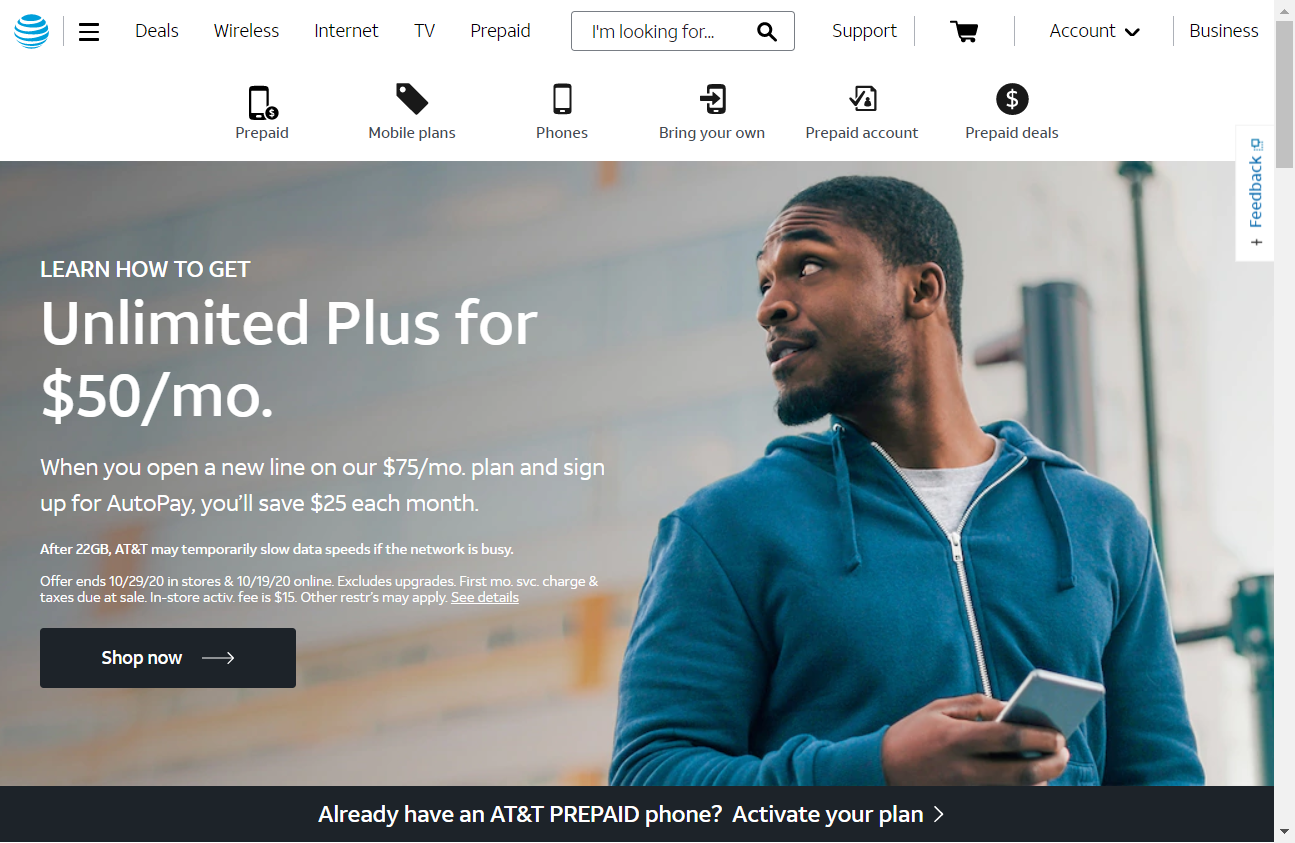 Deals Wireless Internet TV Prepaid I'm looking for... Support Account Business
Prepaid Mobile plans Phones Bring your own Prepaid account Prepaid deals
+ Feedback
LEARN HOW TO GET
Unlimited Plus for
$50/mo.
When you open a new line on our $75/mo. plan and sign
up for AutoPay, you’ll save $25 each month.
After 22GB, AT&T may temporarily slow data speeds if the network is busy.
Offer ends 10/29/20 in stores & 10/19/20 online. Excludes upgrades. First mo. svc. charge &
taxes due at sale. In-store activ. fee is $15. Other restr’s may apply. See details
Shop now
Already have an AT&T PREPAID phone? Activate your plan